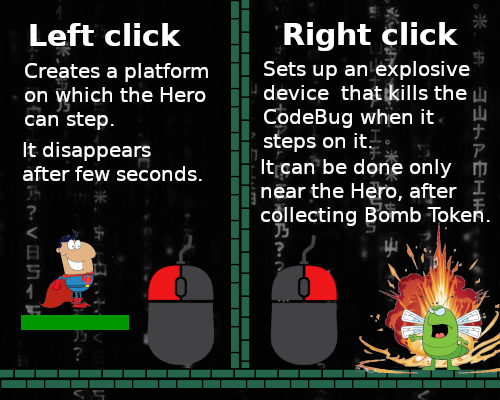 Left click
Creates a platform
on which the Hero
can step.
It disappears
after few seconds.
Right click
Sets up an explosive
device that kills the
CodeBug when it
steps on it.
It can be done only
near the Hero, after
collecting Bomb Token.